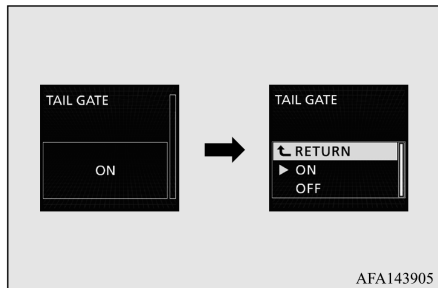 TAIL GATE
ON
TAIL GATE
RETURN
ON
OFF
AFA143905